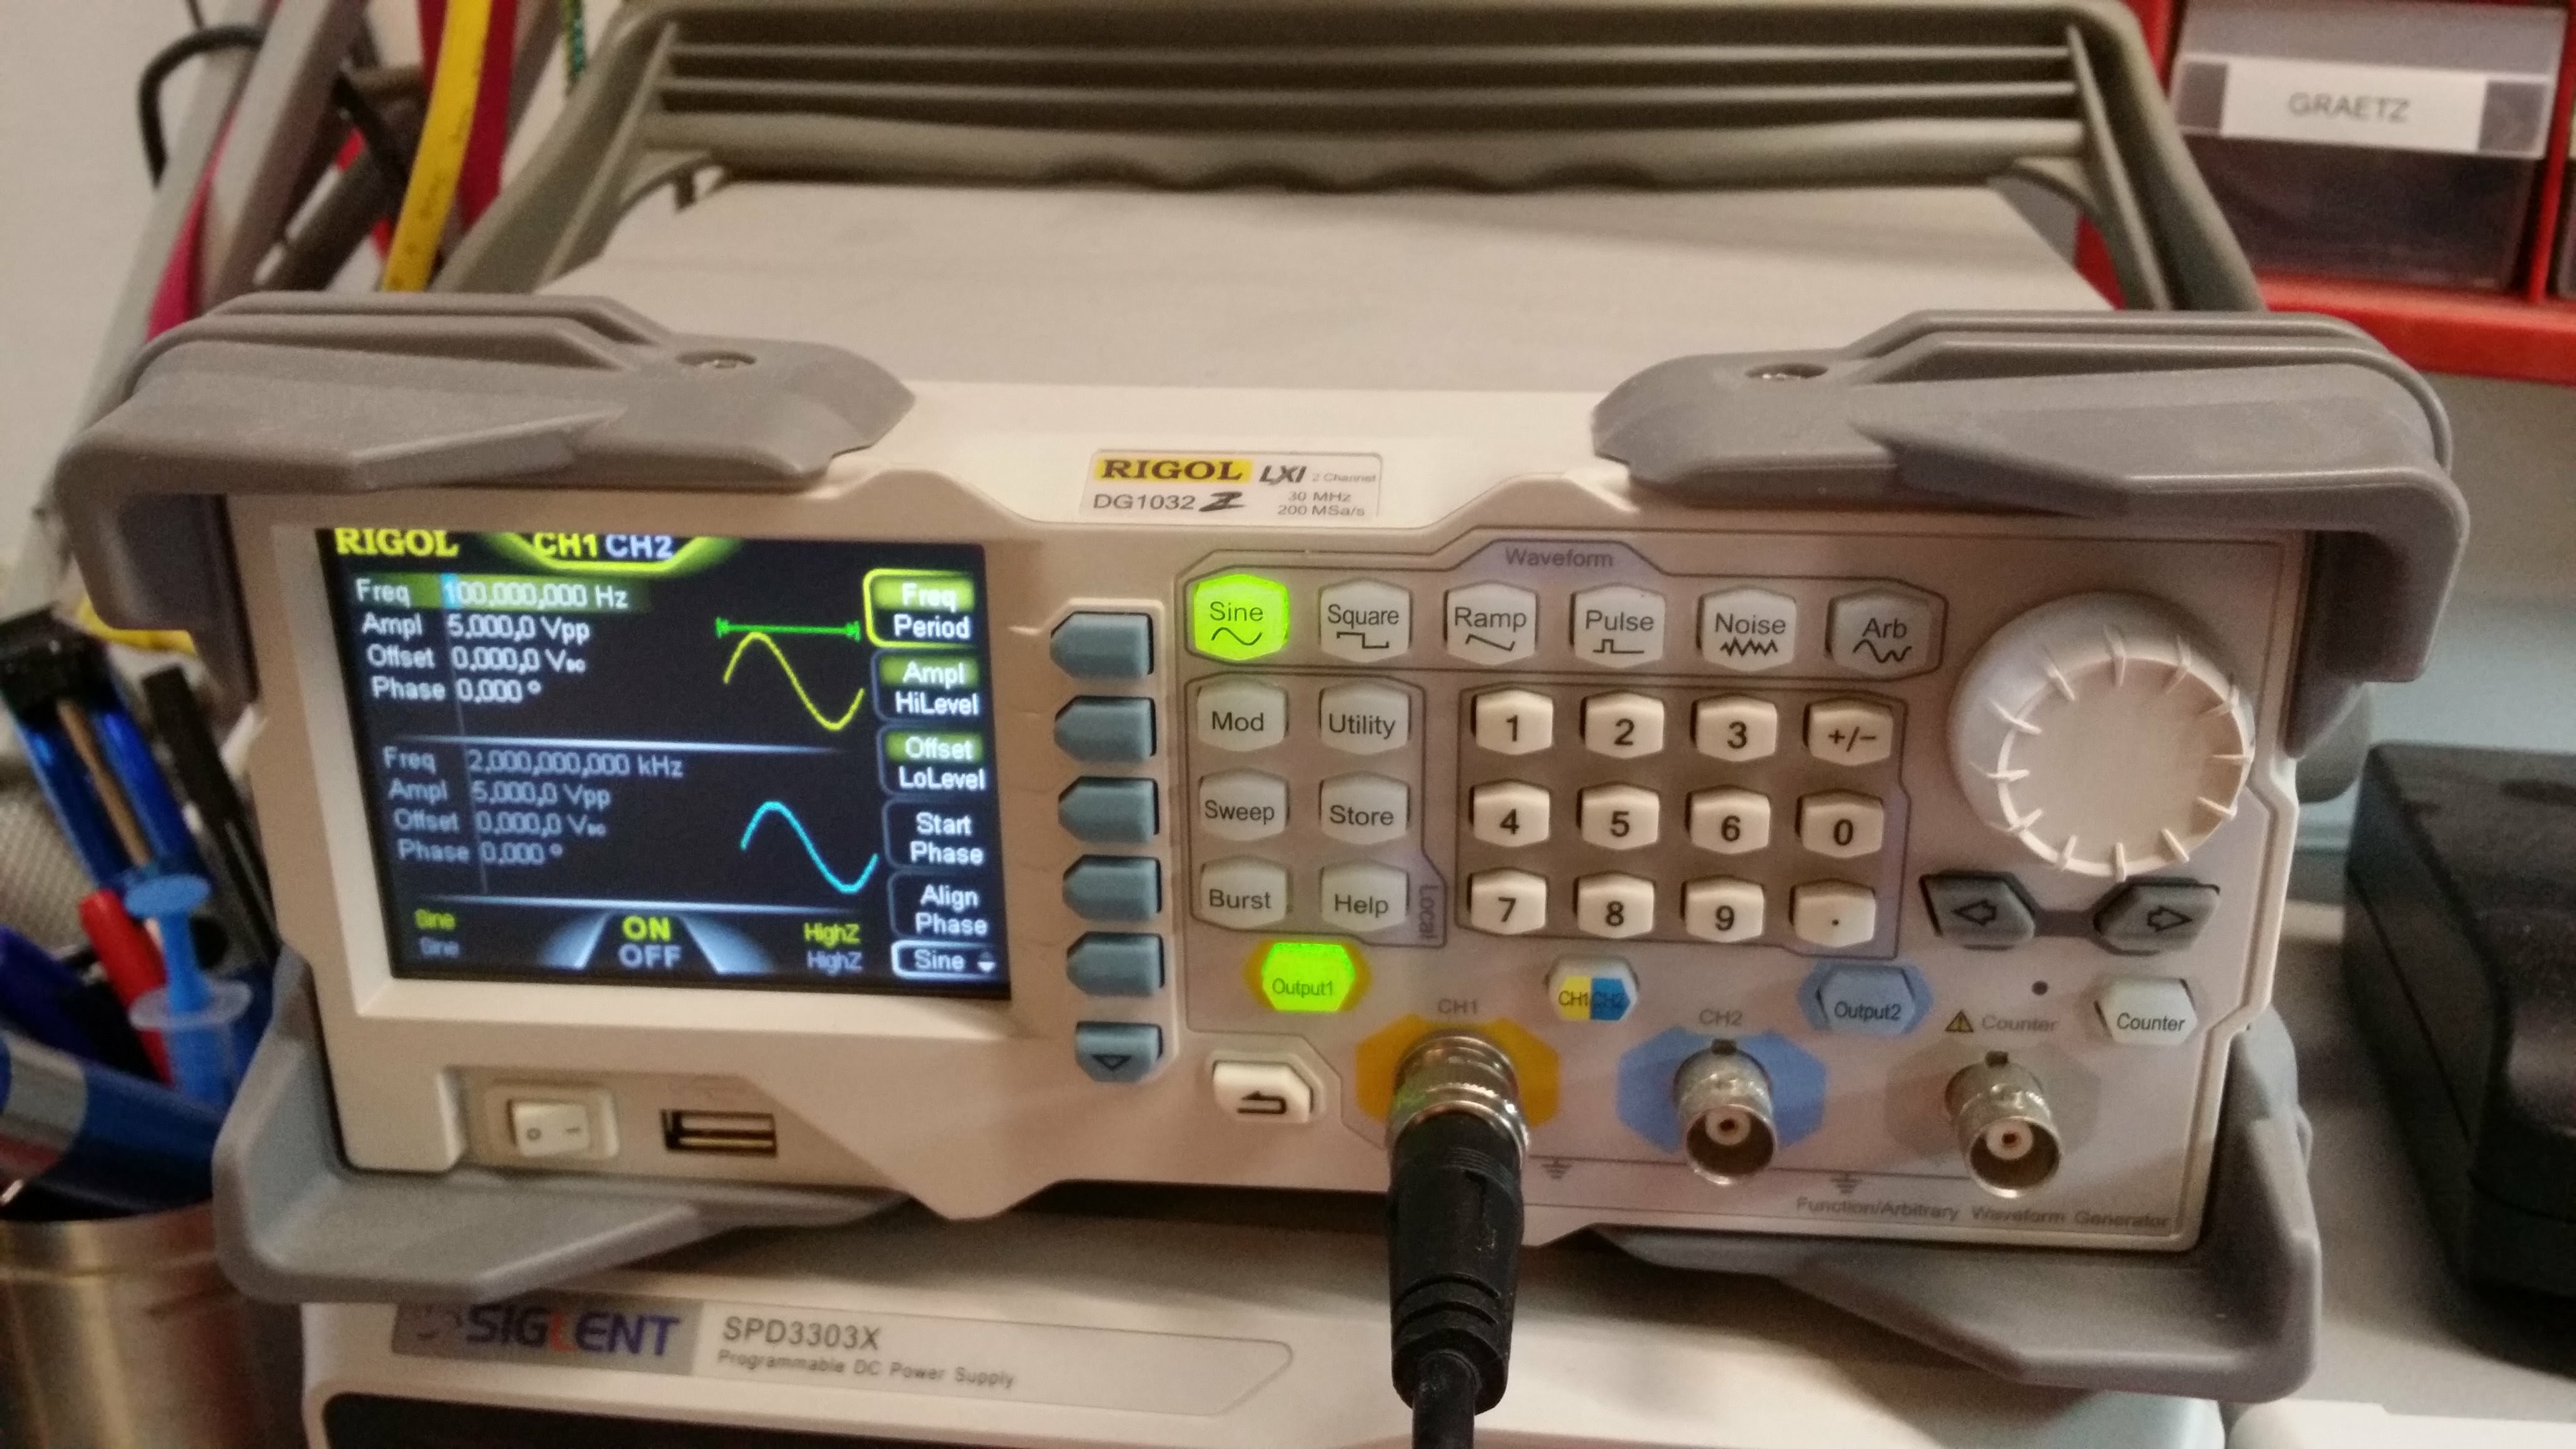 GRAETZ
RIGOL LXI 2 Channel
DG1032 Z 30 MHz
200 MSa/s
RIGOL CH1 CH2
Freq 100,000,000 Hz
Ampl 5,000,0 Vpp
Offset 0,000,0 VDC
Phase 0,000 °
Freq 2,000,000,000 kHz
Ampl 5,000,0 Vpp
Offset 0,000,0 VDC
Phase 0,000 °
Sine ON HighZ
Sine OFF HighZ
Freq
Period
Ampl
HiLevel
Offset
LoLevel
Start
Phase
Align
Phase
Sine
Waveform
Sine Square Ramp Pulse Noise Arb
Mod Utility
Sweep Store
Burst Help
Local
1 2 3 +/−
4 5 6 0
7 8 9 .
Output1 CH1 CH2 Output2
CH1 CH2 Counter Counter
Function/Arbitrary Waveform Generator
SIGLENT SPD3303X
Programmable DC Power Supply